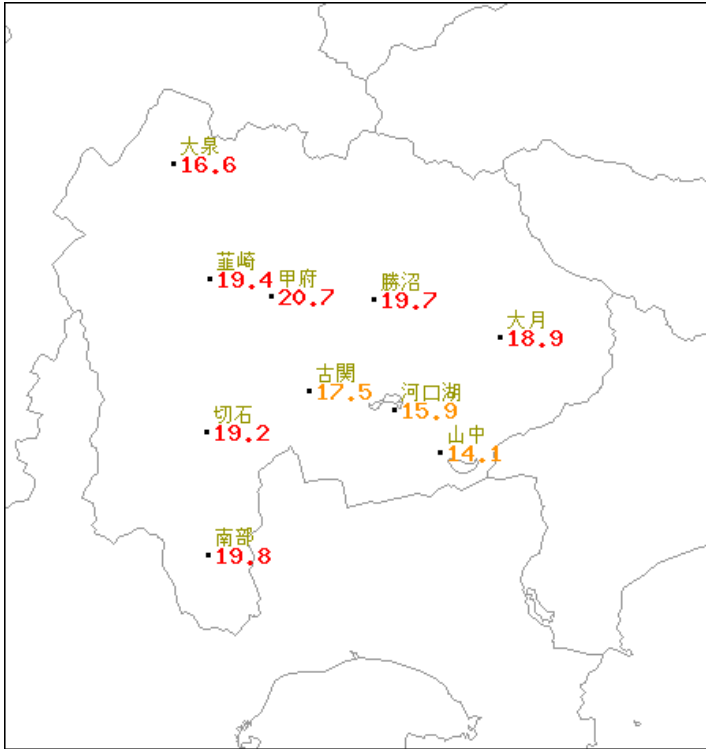 大泉
16.6
韮崎
19.4
甲府
20.7
勝沼
19.7
大月
18.9
古関
17.5
河口湖
15.9
切石
19.2
山中
14.1
南部
19.8